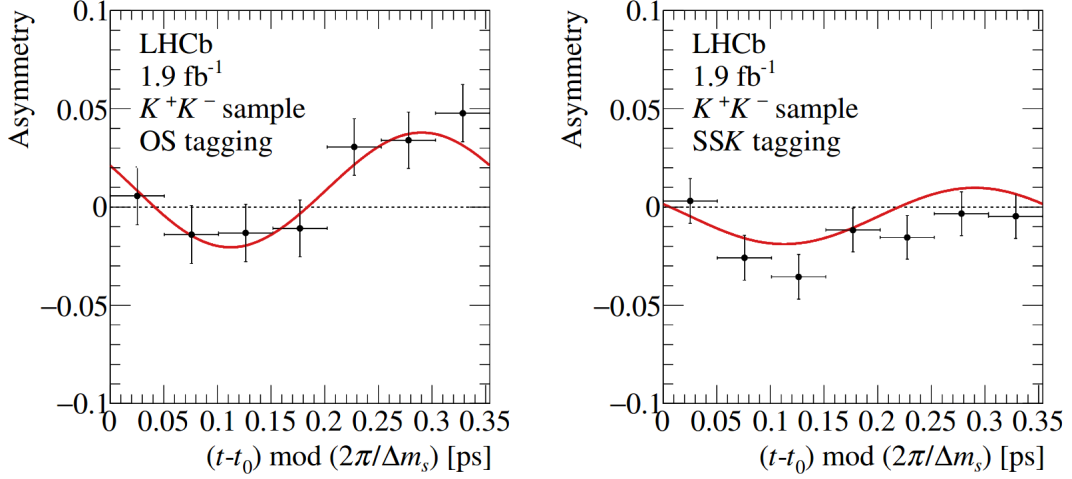 Asymmetry
0.1
0.05
0
−0.05
−0.1
LHCb
1.9 fb⁻¹
K⁺K⁻ sample
OS tagging
0 0.05 0.1 0.15 0.2 0.25 0.3 0.35
(t-t₀) mod (2π/Δmₛ) [ps]
Asymmetry
0.1
0.05
0
−0.05
−0.1
LHCb
1.9 fb⁻¹
K⁺K⁻ sample
SSK tagging
0 0.05 0.1 0.15 0.2 0.25 0.3 0.35
(t-t₀) mod (2π/Δmₛ) [ps]